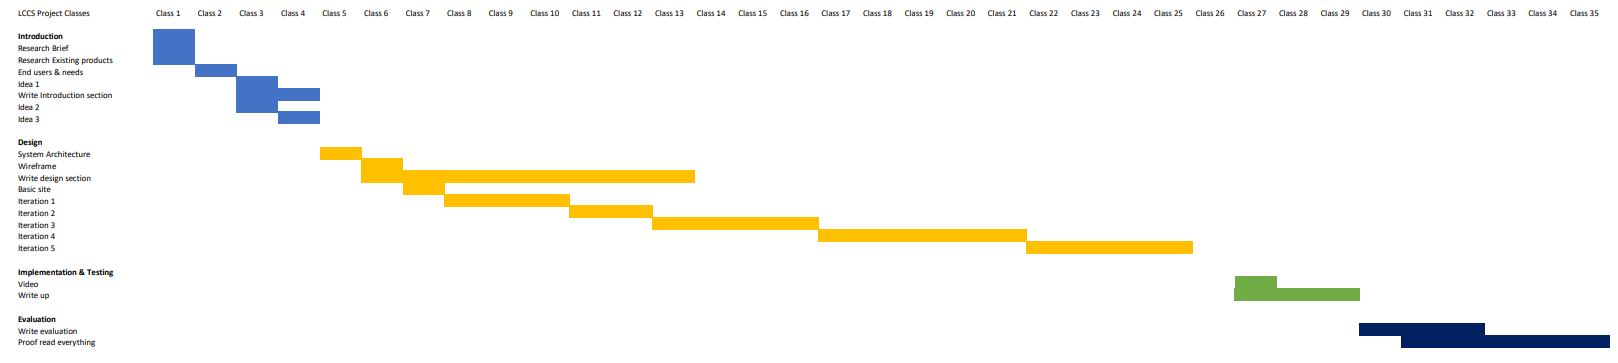 LCCS Project Classes Class 1 Class 2 Class 3 Class 4 Class 5 Class 6 Class 7 Class 8 Class 9 Class 10 Class 11 Class 12 Class 13 Class 14 Class 15 Class 16 Class 17 Class 18 Class 19 Class 20 Class 21 Class 22 Class 23 Class 24 Class 25 Class 26 Class 27 Class 28 Class 29 Class 30 Class 31 Class 32 Class 33 Class 34 Class 35
Introduction
Research Brief
Research Existing products
End users & needs
Idea 1
Write Introduction section
Idea 2
Idea 3
Design
System Architecture
Wireframe
Write design section
Basic site
Iteration 1
Iteration 2
Iteration 3
Iteration 4
Iteration 5
Implementation & Testing
Video
Write up
Evaluation
Write evaluation
Proof read everything